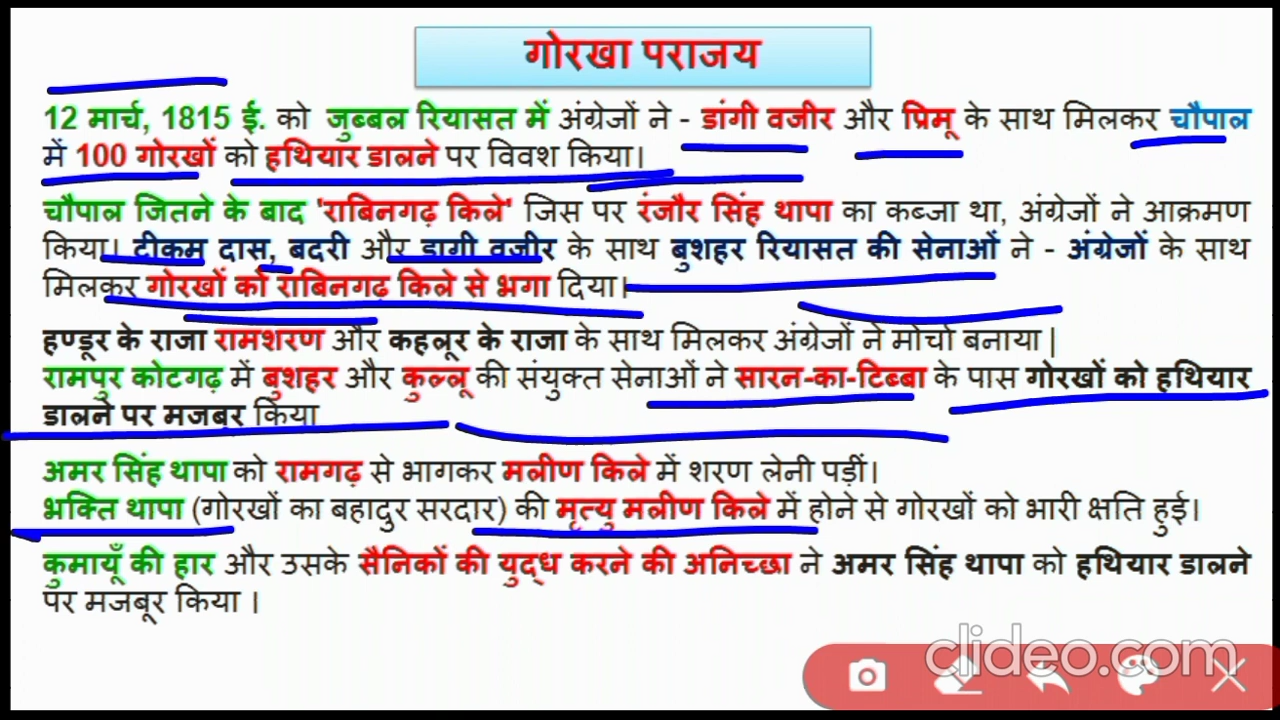 गोरखा पराजय
12 मार्च, 1815 ई. को जुब्बल रियासत में अंग्रेजों ने - डांगी वजीर और प्रिमू के साथ मिलकर चौपाल
में 100 गोरखों को हथियार डालने पर विवश किया।
चौपाल जितने के बाद 'राबिनगढ़ किले' जिस पर रंजौर सिंह थापा का कब्जा था, अंग्रेजों ने आक्रमण
किया। टीकम दास, बदरी और डागी वजीर के साथ बुशहर रियासत की सेनाओं ने - अंग्रेजों के साथ
मिलकर गोरखों को राबिनगढ़ किले से भगा दिया।
हण्डूर के राजा रामशरण और कहलूर के राजा के साथ मिलकर अंग्रेजों ने मोर्चा बनाया |
रामपुर कोटगढ़ में बुशहर और कुल्लू की संयुक्त सेनाओं ने सारन-का-टिब्बा के पास गोरखों को हथियार
डालने पर मजबर किया
अमर सिंह थापा को रामगढ़ से भागकर मलीण किले में शरण लेनी पड़ीं।
भक्ति थापा (गोरखों का बहादुर सरदार) की मृत्यु मलीण किले में होने से गोरखों को भारी क्षति हुई।
कुमायूँ की हार और उसके सैनिकों की युद्ध करने की अनिच्छा ने अमर सिंह थापा को हथियार डालने
पर मजबूर किया ।
clideo.com